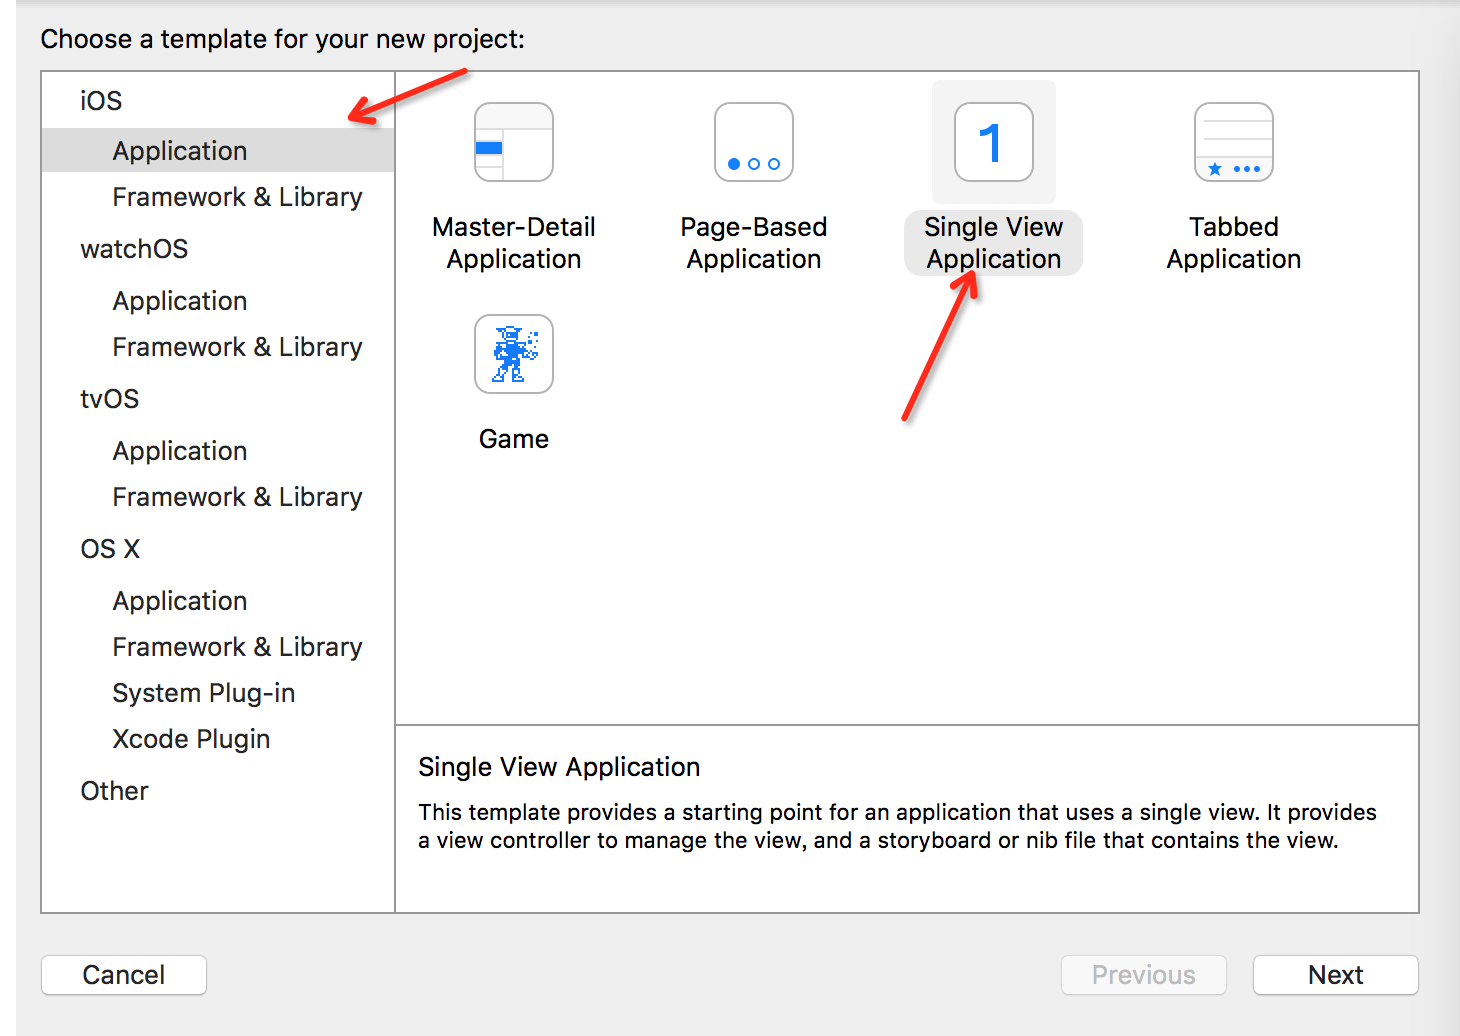 Choose a template for your new project:
iOS
Application
Framework & Library
watchOS
Application
Framework & Library
tvOS
Application
Framework & Library
OS X
Application
Framework & Library
System Plug-in
Xcode Plugin
Other
Master-Detail
Application
Page-Based
Application
1
Single View
Application
Tabbed
Application
Game
Single View Application
This template provides a starting point for an application that uses a single view. It provides
a view controller to manage the view, and a storyboard or nib file that contains the view.
Cancel
Previous
Next